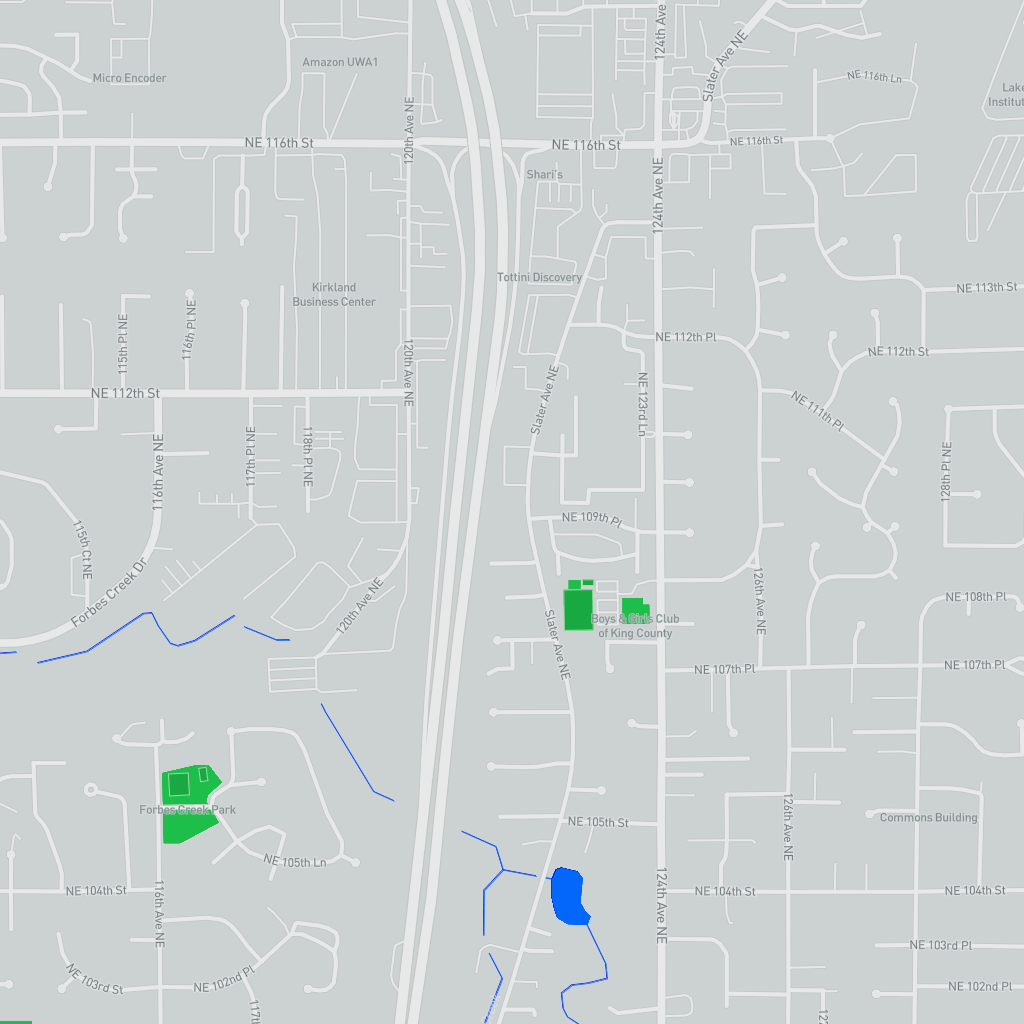 124th Ave
Slater Ave NE
Amazon UWA1
Micro Encoder
NE 116th Ln
Lake
Institut
120th Ave NE
NE 116th St
NE 116th St
NE 116th St
Shari's
124th Ave NE
Tottini Discovery
Kirkland
Business Center
NE 113th St
115th Pl NE
116th Pl NE
120th Ave NE
NE 112th Pl
NE 112th St
NE 112th St
Slater Ave NE
NE 123rd Ln
NE 111th Pl
116th Ave NE
117th Pl NE
118th Pl NE
128th Pl NE
115th Ct NE
NE 109th Pl
Forbes Creek Dr
120th Ave NE
126th Ave NE
NE 108th Pl
Boys & Girls Club
of King County
Slater Ave NE
NE 107th Pl
NE 107th Pl
Forbes Creek Park
126th Ave NE
NE 105th St
Commons Building
NE 105th Ln
NE 104th St
116th Ave NE
124th Ave NE
NE 104th St
NE 104th St
NE 103rd Pl
NE 103rd St
NE 102nd Pl
NE 102nd Pl
117th